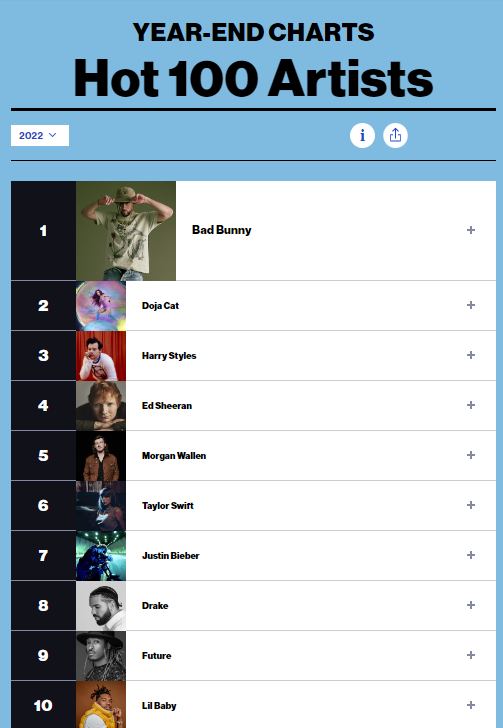 YEAR-END CHARTS
Hot 100 Artists
2022
i
1
Bad Bunny
+
2
Doja Cat
+
3
Harry Styles
+
4
Ed Sheeran
+
5
Morgan Wallen
+
6
Taylor Swift
+
7
Justin Bieber
+
8
Drake
+
9
Future
+
10
Lil Baby
+